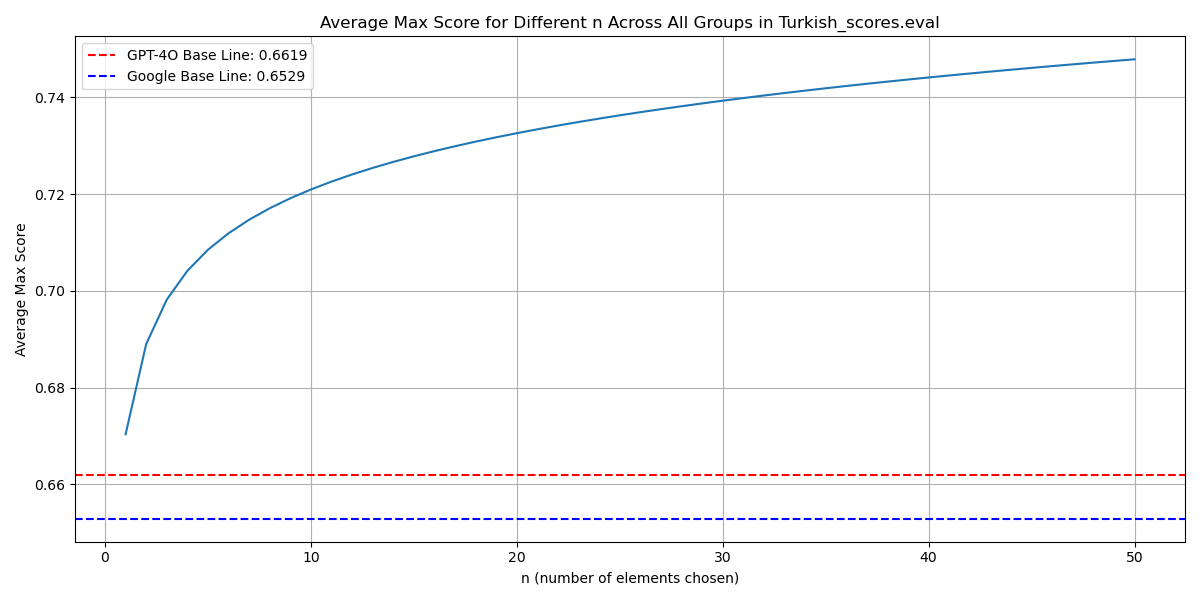 Average Max Score for Different n Across All Groups in Turkish_scores.eval
GPT-4O Base Line: 0.6619
Google Base Line: 0.6529
Average Max Score
0.74
0.72
0.70
0.68
0.66
0 10 20 30 40 50
n (number of elements chosen)